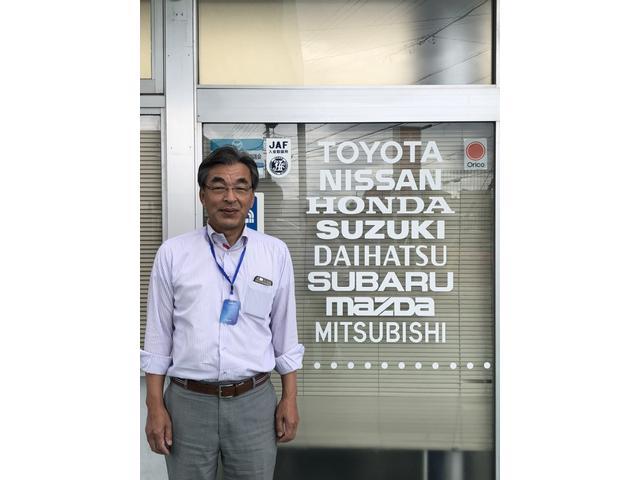 JAF
TOYOTA
NISSAN
HONDA
SUZUKI
DAIHATSU
SUBARU
mazda
MITSUBISHI
Orico